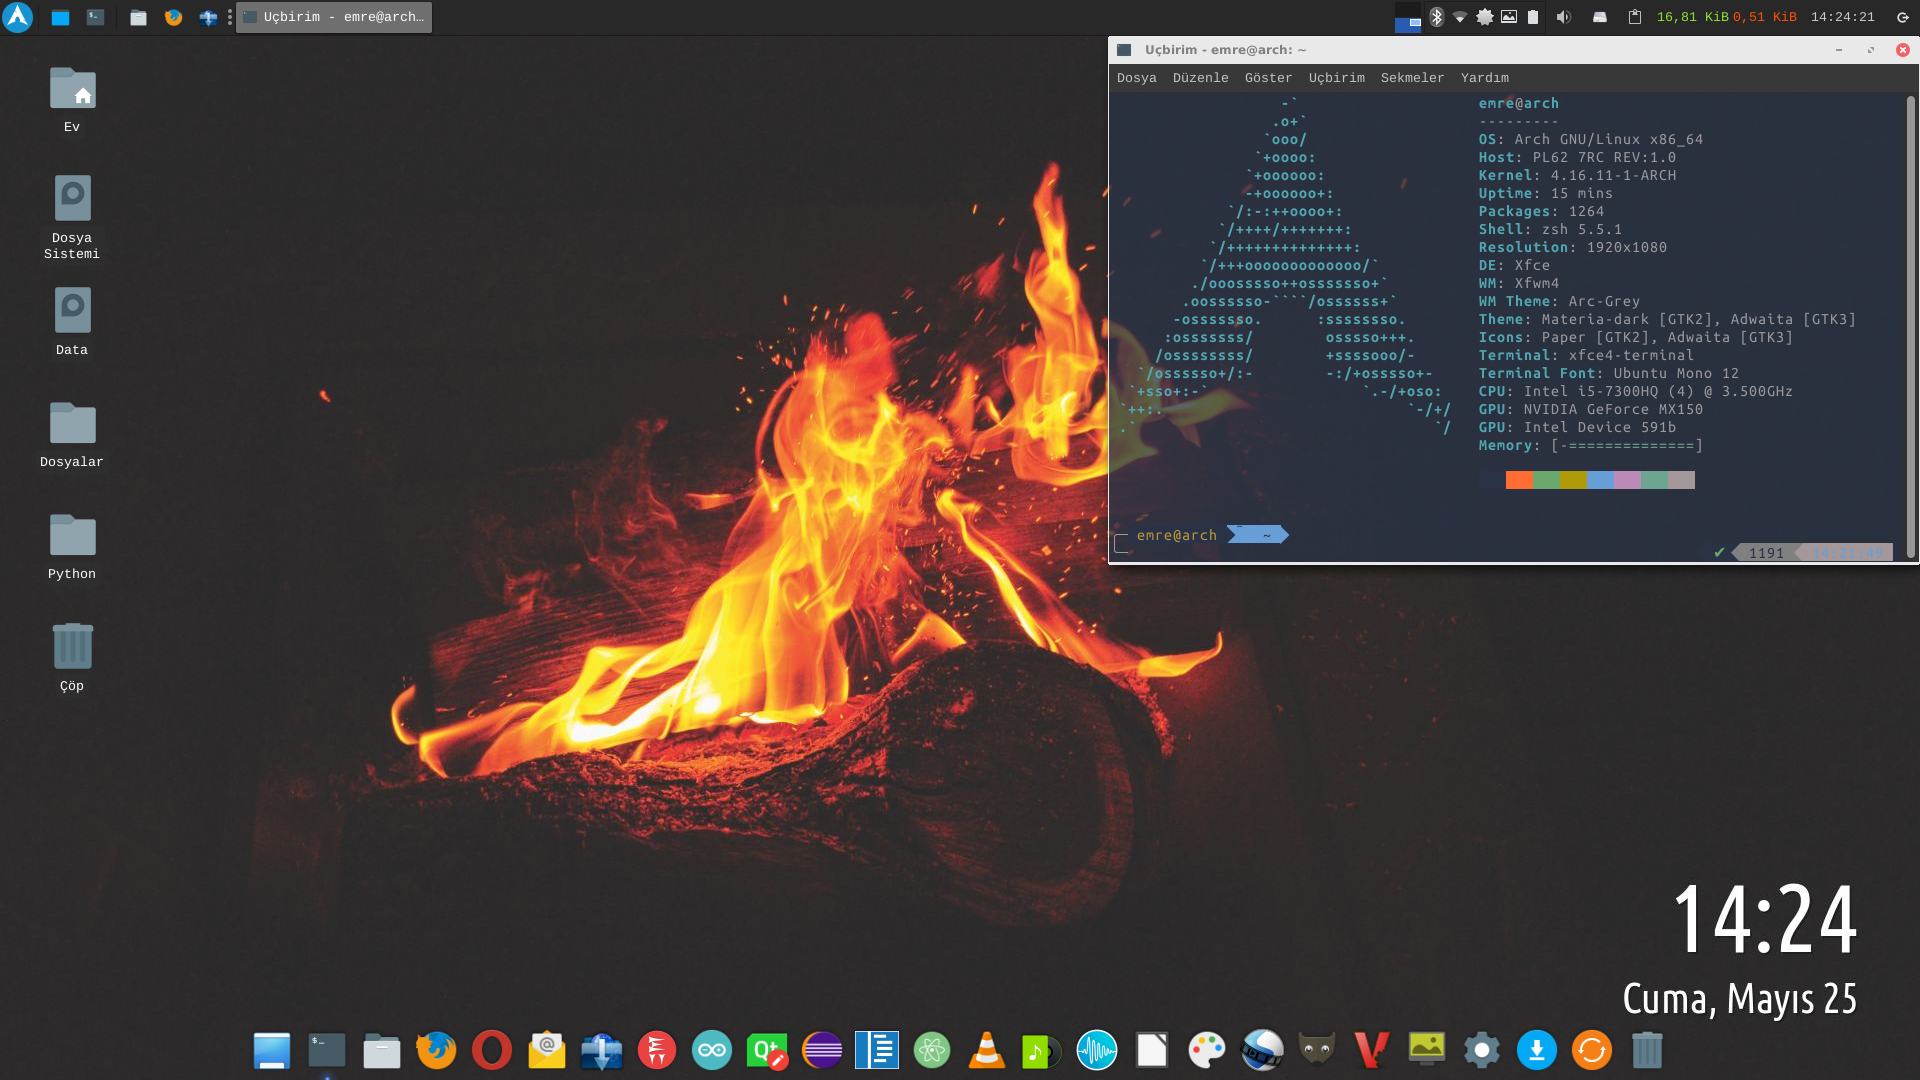 Uçbirim - emre@arch…
16,81 KiB 0,51 KiB 14:24:21
Ev
Dosya
Sistemi
Data
Dosyalar
Python
Çöp
Uçbirim - emre@arch: ~
Dosya Düzenle Göster Uçbirim Sekmeler Yardım
emre@arch
---------
OS: Arch GNU/Linux x86_64
Host: PL62 7RC REV:1.0
Kernel: 4.16.11-1-ARCH
Uptime: 15 mins
Packages: 1264
Shell: zsh 5.5.1
Resolution: 1920x1080
DE: Xfce
WM: Xfwm4
WM Theme: Arc-Grey
Theme: Materia-dark [GTK2], Adwaita [GTK3]
Icons: Paper [GTK2], Adwaita [GTK3]
Terminal: xfce4-terminal
Terminal Font: Ubuntu Mono 12
CPU: Intel i5-7300HQ (4) @ 3.500GHz
GPU: NVIDIA GeForce MX150
GPU: Intel Device 591b
Memory: [-==============]
emre@arch ~
✔ 1191
14:24
Cuma, Mayıs 25